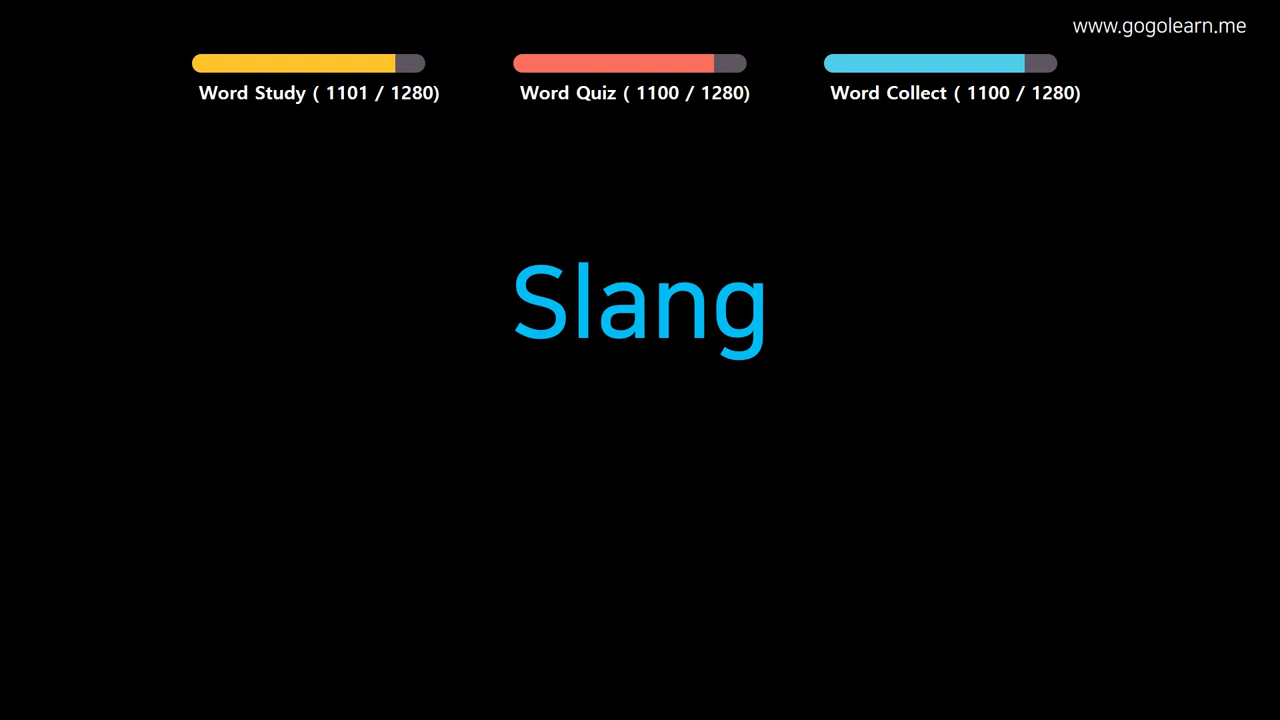 www.gogolearn.me
Word Study ( 1101 / 1280)
Word Quiz ( 1100 / 1280)
Word Collect ( 1100 / 1280)
Slang